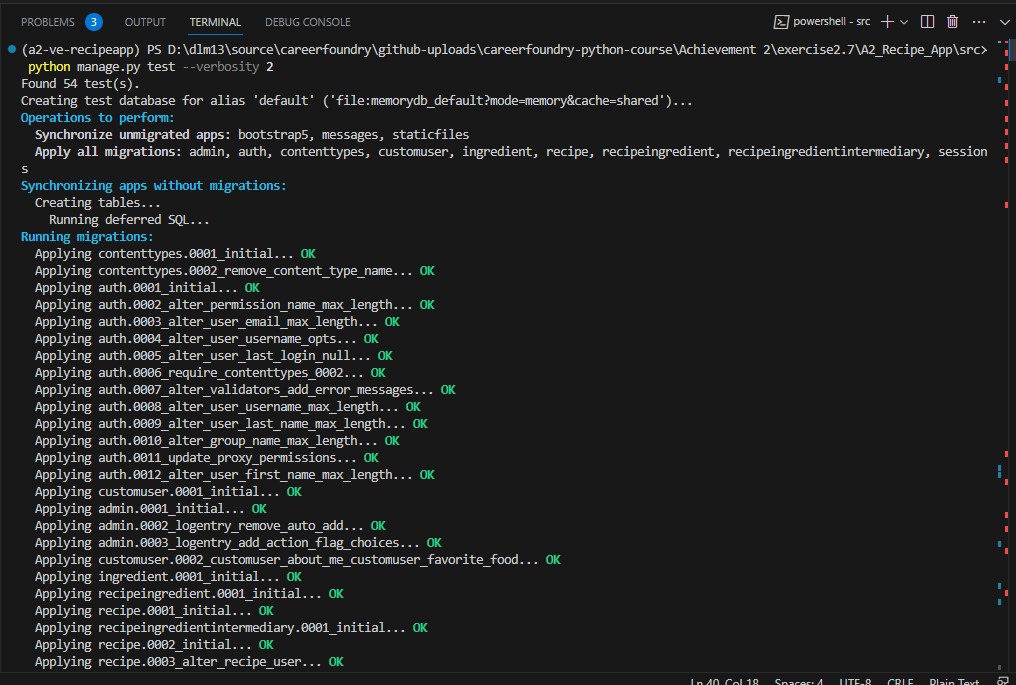 PROBLEMS 3 OUTPUT TERMINAL DEBUG CONSOLE powershell - src
(a2-ve-recipeapp) PS D:\dlm13\source\careerfoundry\github-uploads\careerfoundry-python-course\Achievement 2\exercise2.7\A2_Recipe_App\src>
python manage.py test --verbosity 2
Found 54 test(s).
Creating test database for alias 'default' ('file:memorydb_default?mode=memory&cache=shared')...
Operations to perform:
Synchronize unmigrated apps: bootstrap5, messages, staticfiles
Apply all migrations: admin, auth, contenttypes, customuser, ingredient, recipe, recipeingredient, recipeingredientintermediary, session
s
Synchronizing apps without migrations:
Creating tables...
Running deferred SQL...
Running migrations:
Applying contenttypes.0001_initial... OK
Applying contenttypes.0002_remove_content_type_name... OK
Applying auth.0001_initial... OK
Applying auth.0002_alter_permission_name_max_length... OK
Applying auth.0003_alter_user_email_max_length... OK
Applying auth.0004_alter_user_username_opts... OK
Applying auth.0005_alter_user_last_login_null... OK
Applying auth.0006_require_contenttypes_0002... OK
Applying auth.0007_alter_validators_add_error_messages... OK
Applying auth.0008_alter_user_username_max_length... OK
Applying auth.0009_alter_user_last_name_max_length... OK
Applying auth.0010_alter_group_name_max_length... OK
Applying auth.0011_update_proxy_permissions... OK
Applying auth.0012_alter_user_first_name_max_length... OK
Applying customuser.0001_initial... OK
Applying admin.0001_initial... OK
Applying admin.0002_logentry_remove_auto_add... OK
Applying admin.0003_logentry_add_action_flag_choices... OK
Applying customuser.0002_customuser_about_me_customuser_favorite_food... OK
Applying ingredient.0001_initial... OK
Applying recipeingredient.0001_initial... OK
Applying recipe.0001_initial... OK
Applying recipeingredientintermediary.0001_initial... OK
Applying recipe.0002_initial... OK
Applying recipe.0003_alter_recipe_user... OK
Ln 40, Col 18 Spaces: 4 UTF-8 CRLF Plain Text